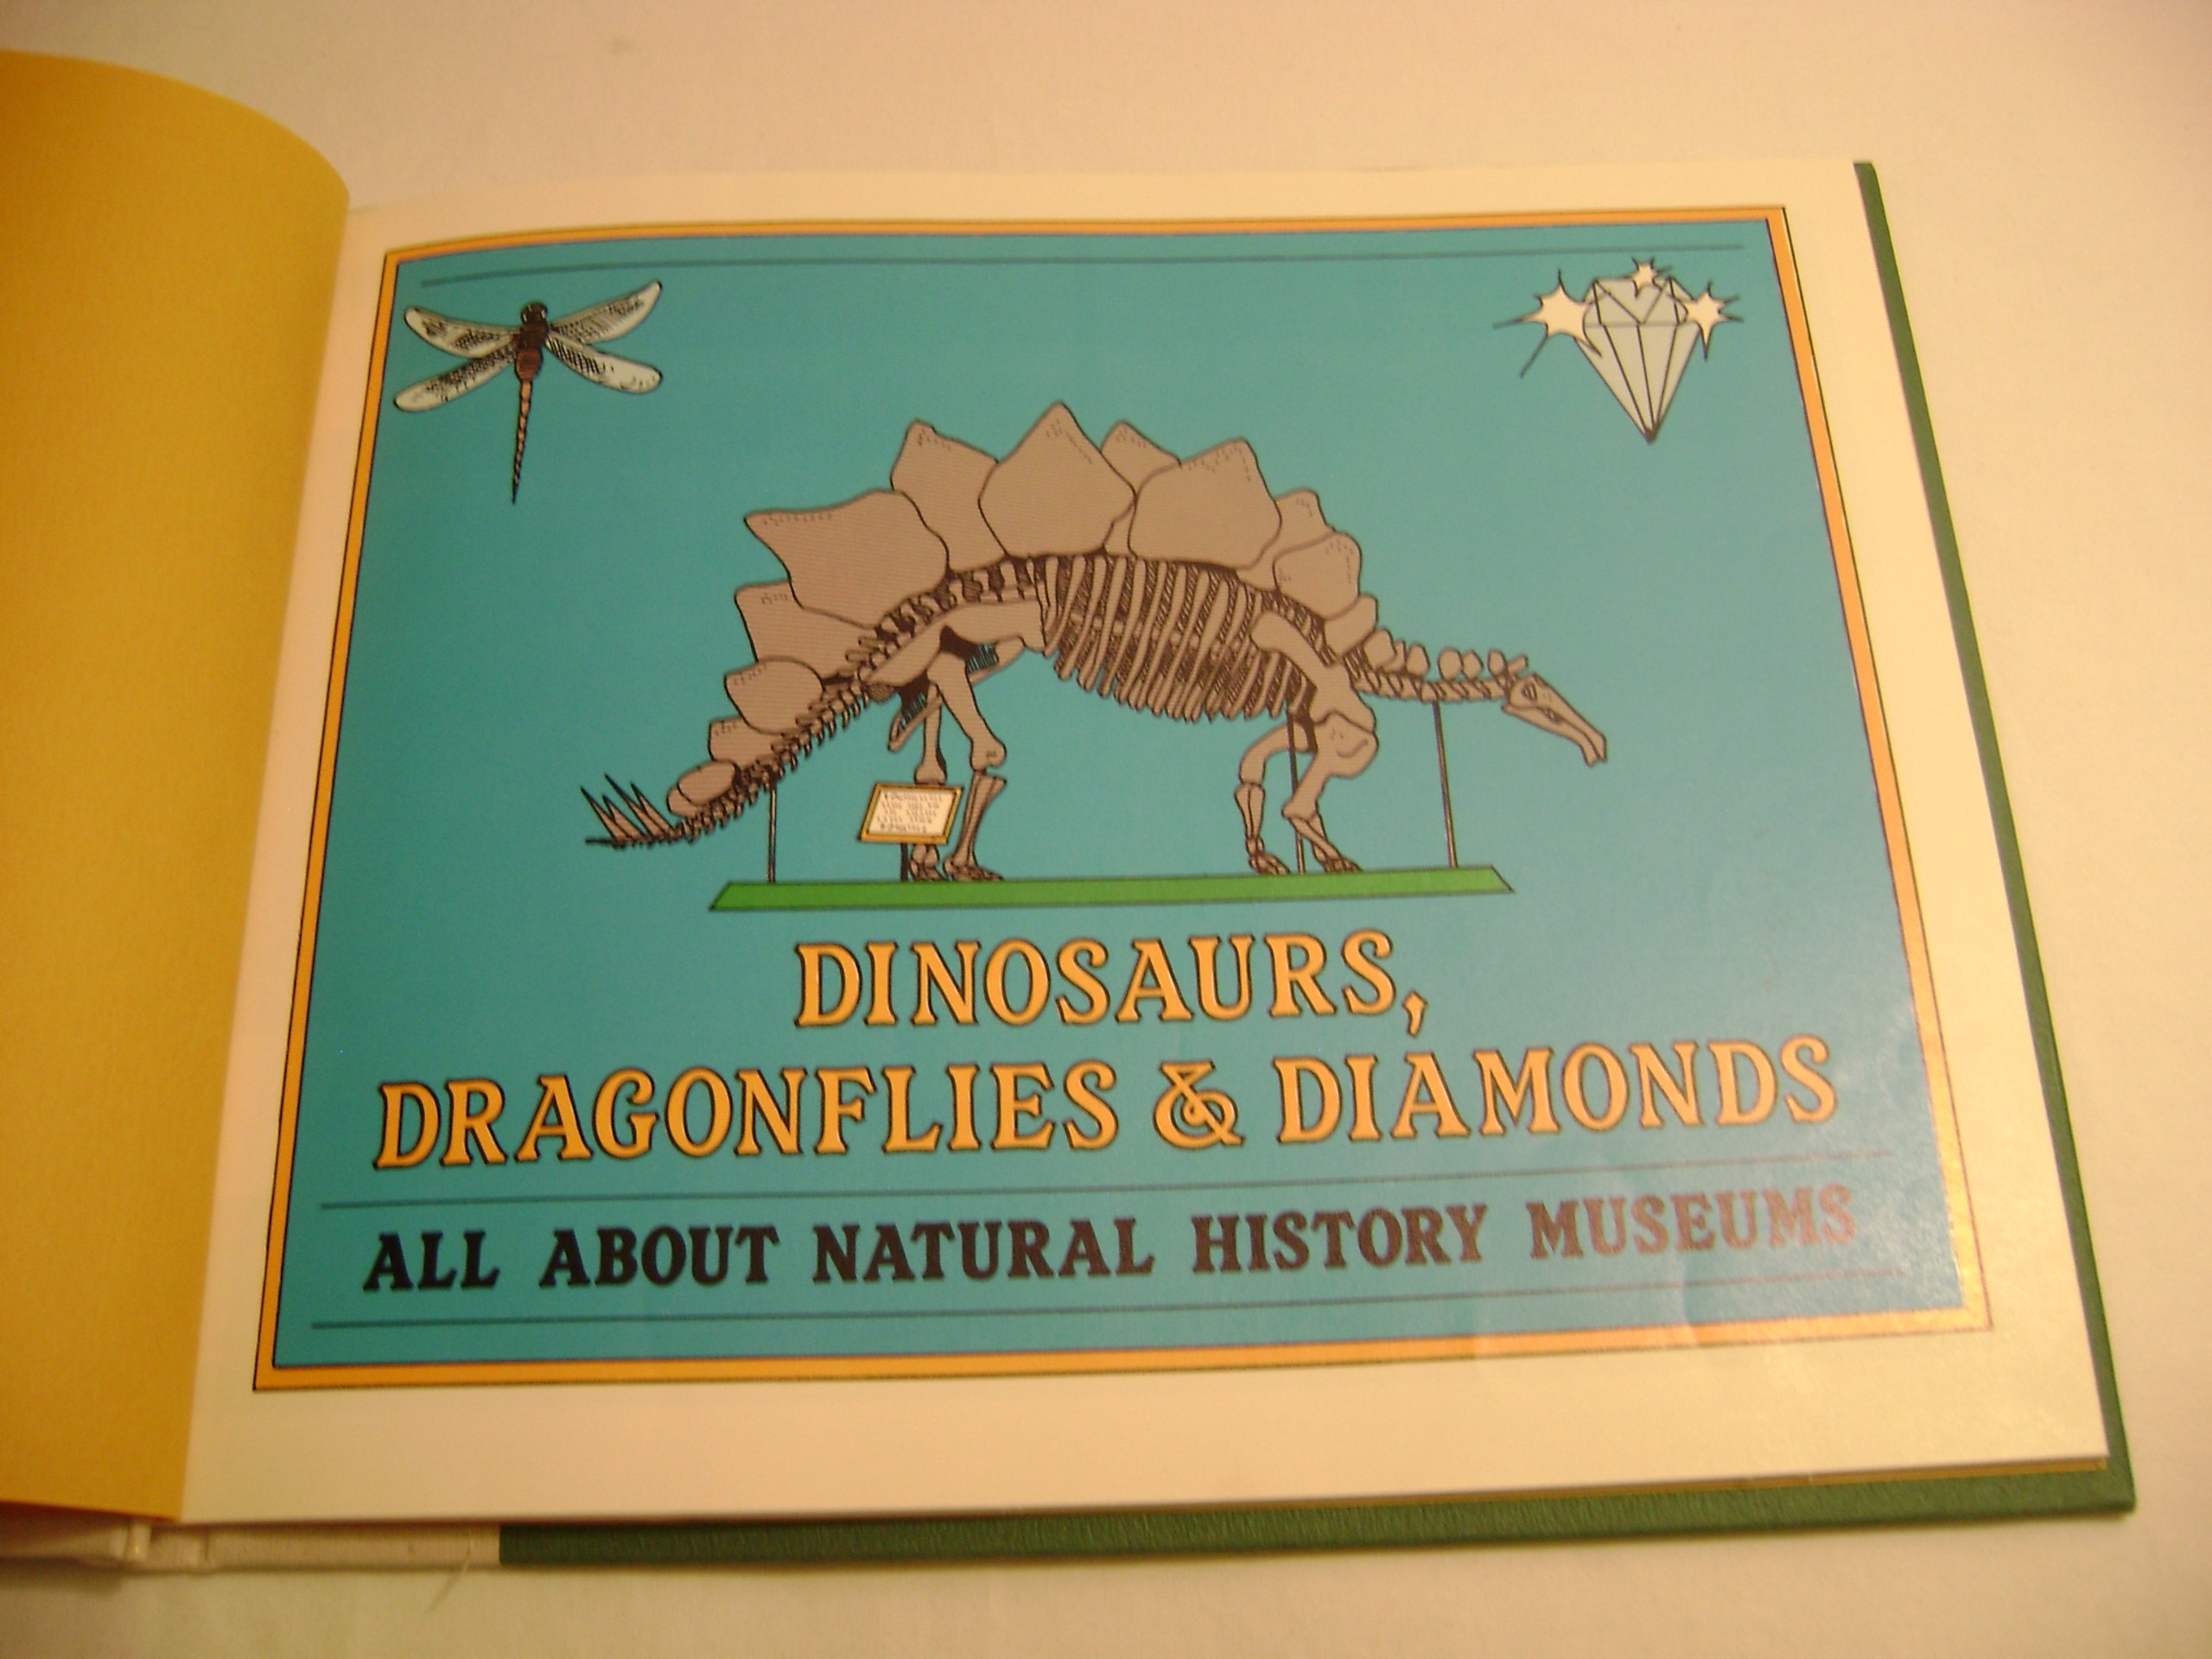 DINOSAURS,
DRAGONFLIES & DIAMONDS
ALL ABOUT NATURAL HISTORY MUSEUMS